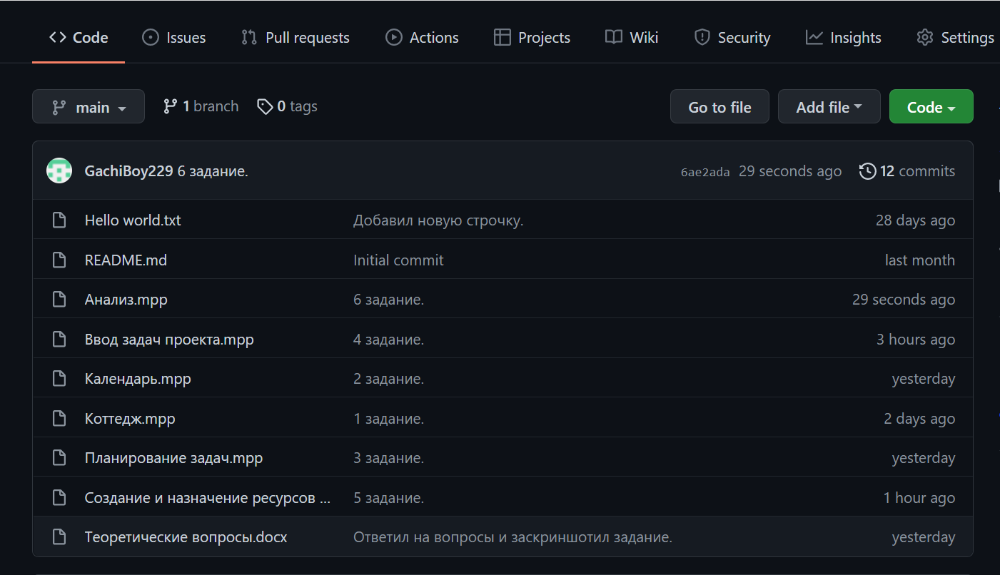 Code Issues Pull requests Actions Projects Wiki Security Insights Settings
main 1 branch 0 tags Go to file Add file Code
GachiBoy229 6 задание. 6ae2ada 29 seconds ago 12 commits
Hello world.txt Добавил новую строчку. 28 days ago
README.md Initial commit last month
Анализ.mpp 6 задание. 29 seconds ago
Ввод задач проекта.mpp 4 задание. 3 hours ago
Календарь.mpp 2 задание. yesterday
Коттедж.mpp 1 задание. 2 days ago
Планирование задач.mpp 3 задание. yesterday
Создание и назначение ресурсов ... 5 задание. 1 hour ago
Теоретические вопросы.docx Ответил на вопросы и заскриншотил задание. yesterday